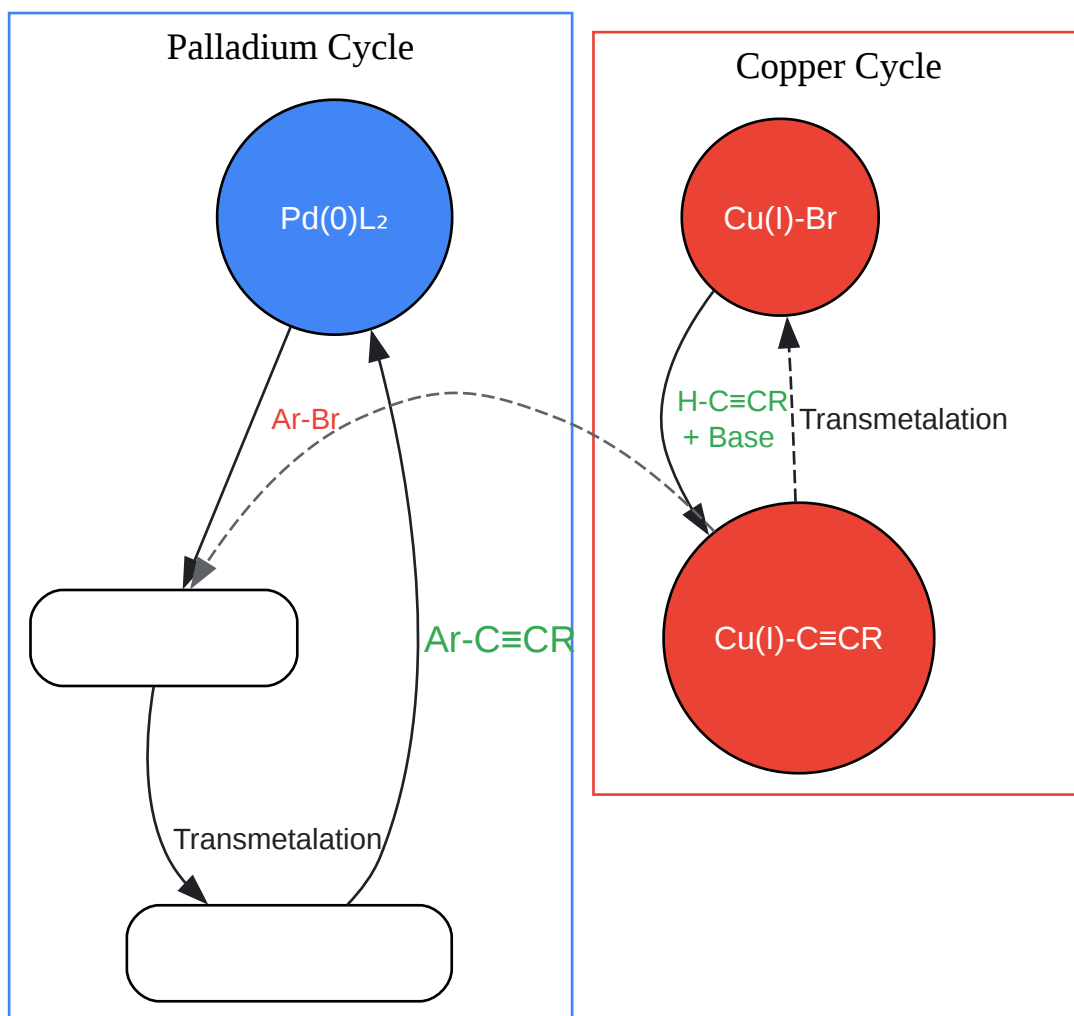 Palladium Cycle
Copper Cycle
Pd(0)L₂
Cu(I)-Br
Ar-Br
H-C≡CR
+ Base
Transmetalation
Ar-C≡CR
Cu(I)-C≡CR
Transmetalation